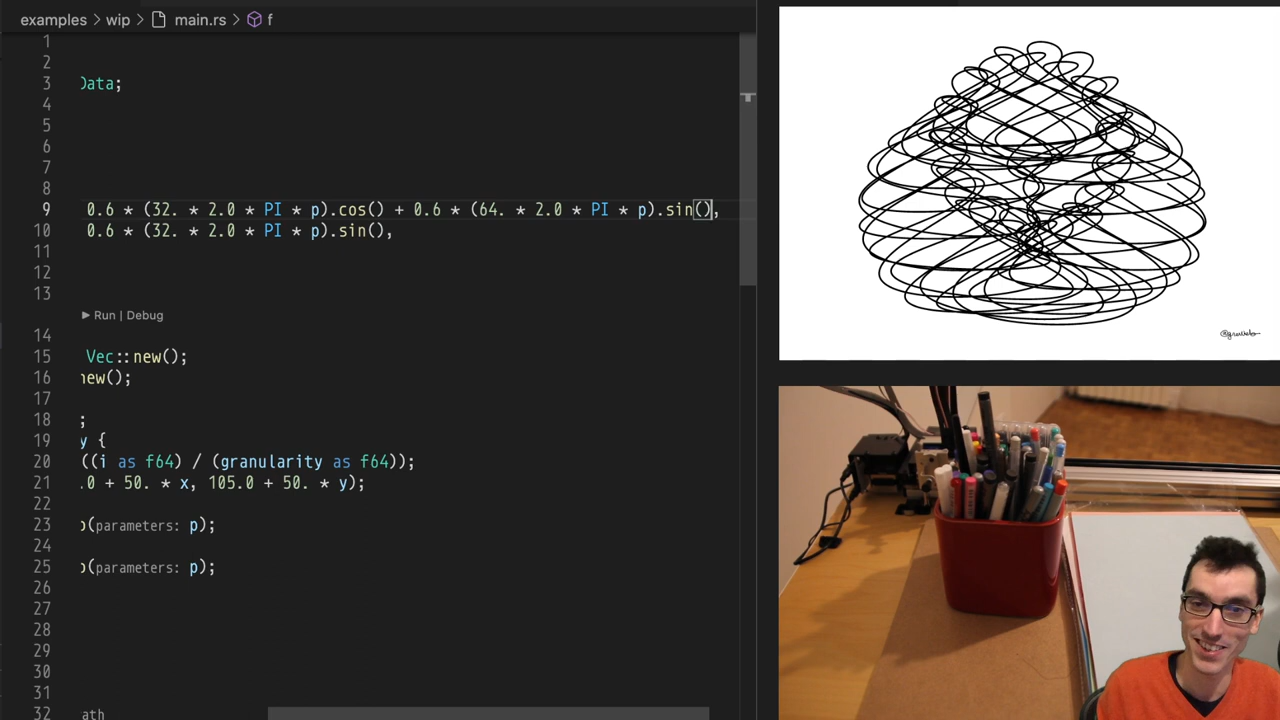 examples > wip > main.rs > f
1
2
3 Data;
4
5
6
7
8
9 0.6 * (32. * 2.0 * PI * p).cos() + 0.6 * (64. * 2.0 * PI * p).sin(),
10 0.6 * (32. * 2.0 * PI * p).sin(),
11
12
13
▶ Run | Debug
14
15 Vec::new();
16 new();
17
18 ;
19 y {
20 ((i as f64) / (granularity as f64));
21 .0 + 50. * x, 105.0 + 50. * y);
22
23 p(parameters: p);
24
25 p(parameters: p);
26
27
28
29
30
31
32 ath